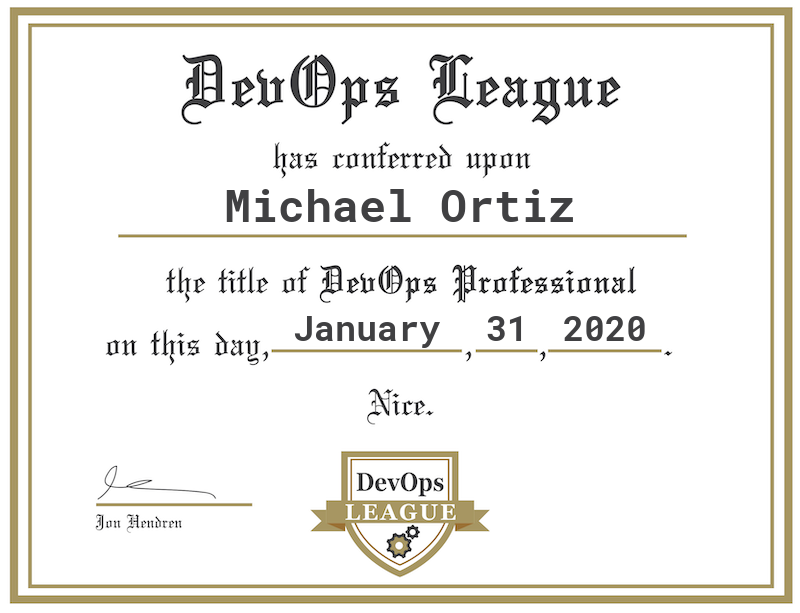 DevOps League
has conferred upon
Michael Ortiz
the title of DevOps Professional
on this day, January, 31, 2020.
Nice.
Jon Hendren
DevOps
LEAGUE